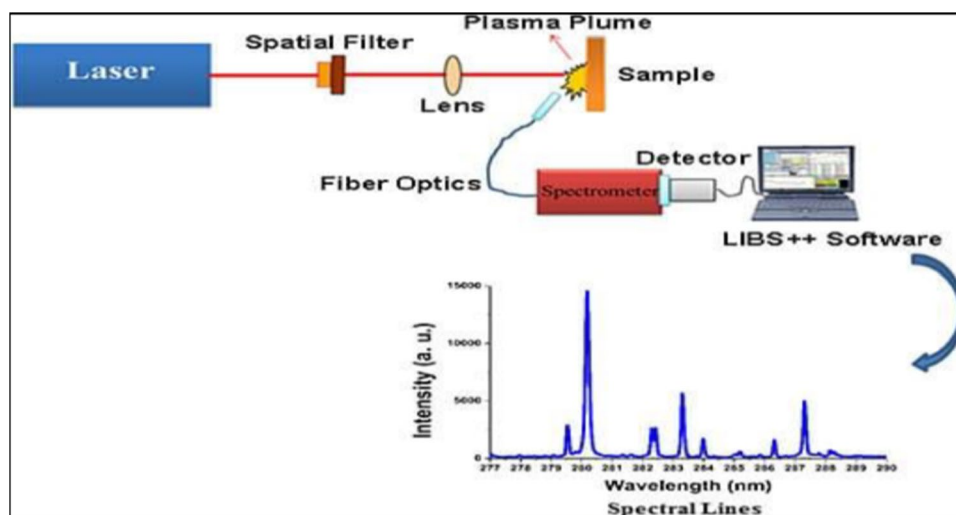 Plasma Plume
Spatial Filter
Laser
Sample
Lens
Detector
Fiber Optics
Spectrometer
LIBS++ Software
15000
10000
5000
0
Intensity (a. u.)
277 278 279 280 281 282 283 284 285 286 287 288 289 290
Wavelength (nm)
Spectral Lines